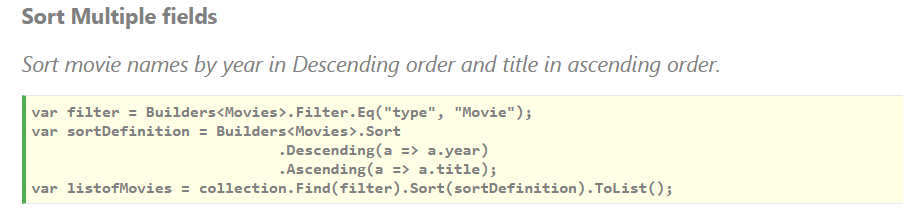 Sort Multiple fields
Sort movie names by year in Descending order and title in ascending order.
var filter = Builders<Movies>.Filter.Eq("type", "Movie");
var sortDefinition = Builders<Movies>.Sort
.Descending(a => a.year)
.Ascending(a => a.title);
var listofMovies = collection.Find(filter).Sort(sortDefinition).ToList();